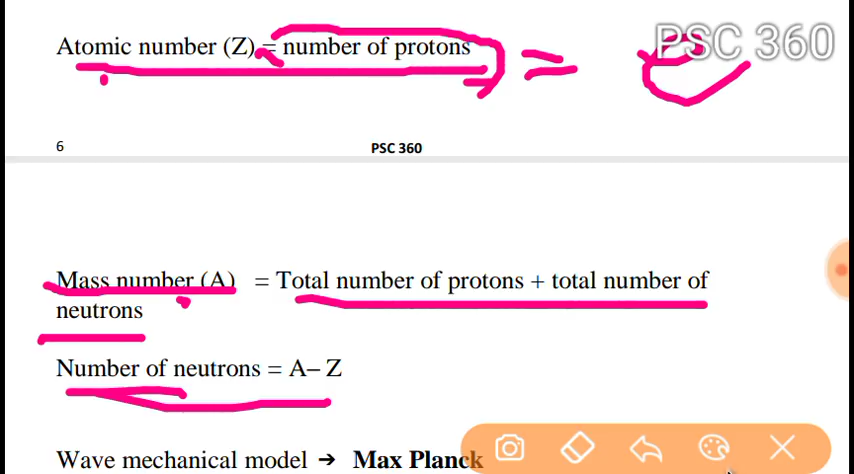 Atomic number (Z) = number of protons
PSC 360
6
PSC 360
Mass number (A) = Total number of protons + total number of
neutrons
Number of neutrons = A– Z
Wave mechanical model → Max Planck